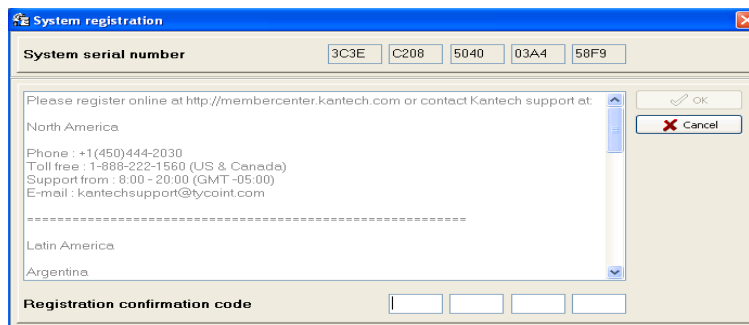 System registration
System serial number 3C3E C208 5040 03A4 58F9
Please register online at http://membercenter.kantech.com or contact Kantech support at:
OK
North America
Cancel
Phone : +1(450)444-2030
Toll free : 1-888-222-1560 (US & Canada)
Support from : 8:00 - 20:00 (GMT -05:00)
E-mail : kantechsupport@tycoint.com
===========================================================
Latin America
Argentina
Registration confirmation code